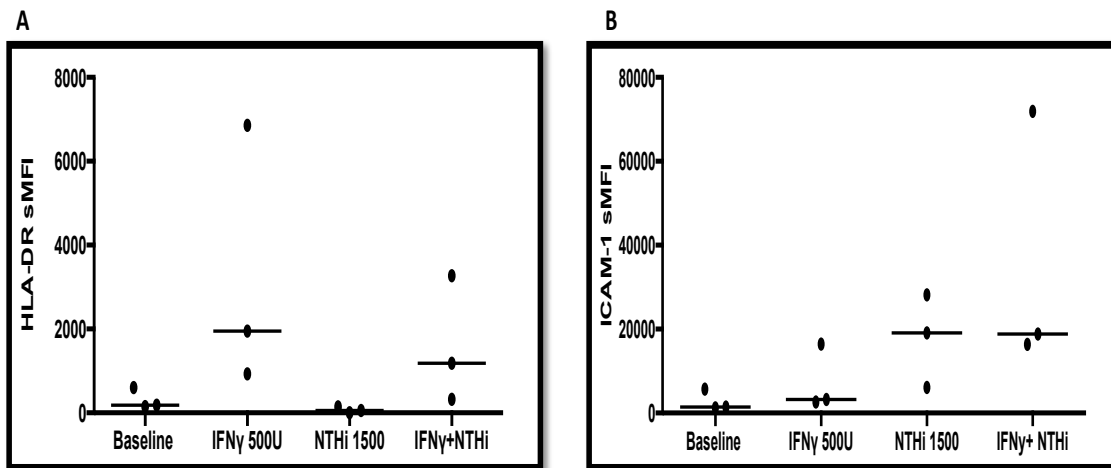 A
HLA-DR sMFI
8000
6000
4000
2000
0
Baseline IFNγ 500U NTHi 1500 IFNγ+NTHi
B
ICAM-1 sMFI
80000
60000
40000
20000
0
Baseline IFNγ 500U NTHi 1500 IFNγ+ NTHi